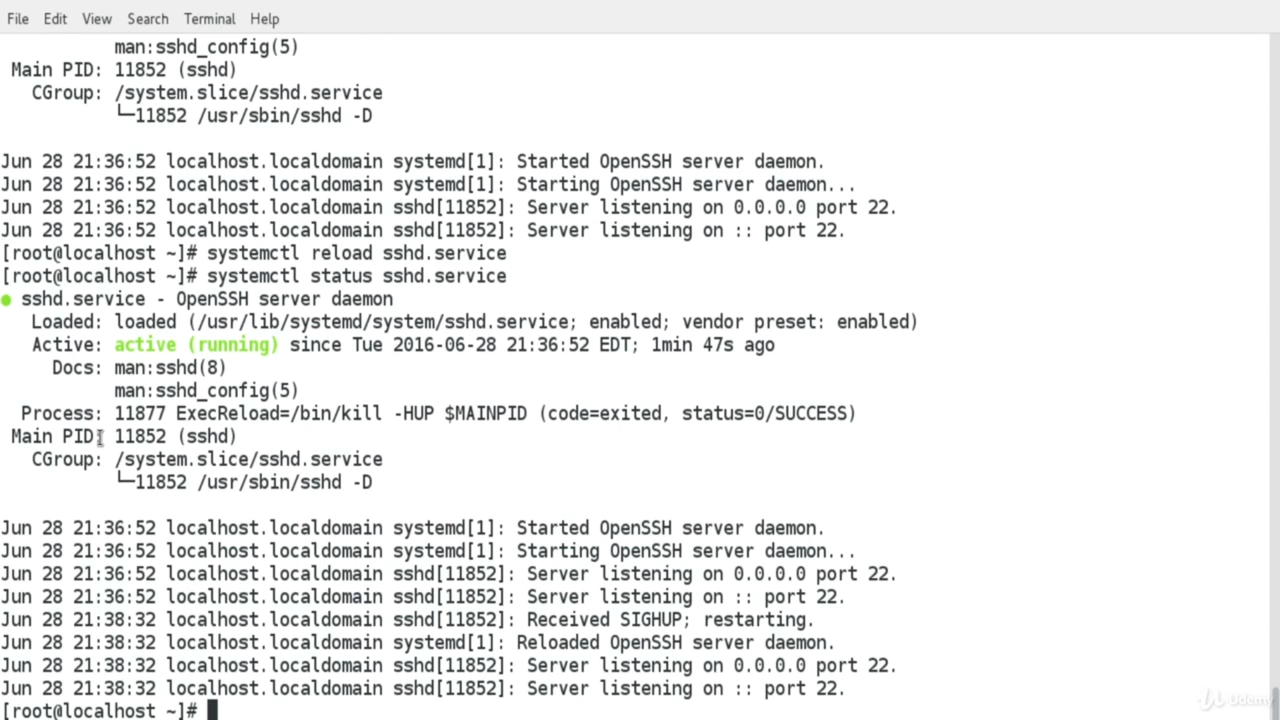 File Edit View Search Terminal Help
man:sshd_config(5)
Main PID: 11852 (sshd)
CGroup: /system.slice/sshd.service
└─11852 /usr/sbin/sshd -D
Jun 28 21:36:52 localhost.localdomain systemd[1]: Started OpenSSH server daemon.
Jun 28 21:36:52 localhost.localdomain systemd[1]: Starting OpenSSH server daemon...
Jun 28 21:36:52 localhost.localdomain sshd[11852]: Server listening on 0.0.0.0 port 22.
Jun 28 21:36:52 localhost.localdomain sshd[11852]: Server listening on :: port 22.
[root@localhost ~]# systemctl reload sshd.service
[root@localhost ~]# systemctl status sshd.service
● sshd.service - OpenSSH server daemon
Loaded: loaded (/usr/lib/systemd/system/sshd.service; enabled; vendor preset: enabled)
Active: active (running) since Tue 2016-06-28 21:36:52 EDT; 1min 47s ago
Docs: man:sshd(8)
man:sshd_config(5)
Process: 11877 ExecReload=/bin/kill -HUP $MAINPID (code=exited, status=0/SUCCESS)
Main PID: 11852 (sshd)
CGroup: /system.slice/sshd.service
└─11852 /usr/sbin/sshd -D
Jun 28 21:36:52 localhost.localdomain systemd[1]: Started OpenSSH server daemon.
Jun 28 21:36:52 localhost.localdomain systemd[1]: Starting OpenSSH server daemon...
Jun 28 21:36:52 localhost.localdomain sshd[11852]: Server listening on 0.0.0.0 port 22.
Jun 28 21:36:52 localhost.localdomain sshd[11852]: Server listening on :: port 22.
Jun 28 21:38:32 localhost.localdomain sshd[11852]: Received SIGHUP; restarting.
Jun 28 21:38:32 localhost.localdomain systemd[1]: Reloaded OpenSSH server daemon.
Jun 28 21:38:32 localhost.localdomain sshd[11852]: Server listening on 0.0.0.0 port 22.
Jun 28 21:38:32 localhost.localdomain sshd[11852]: Server listening on :: port 22.
[root@localhost ~]#
Udemy